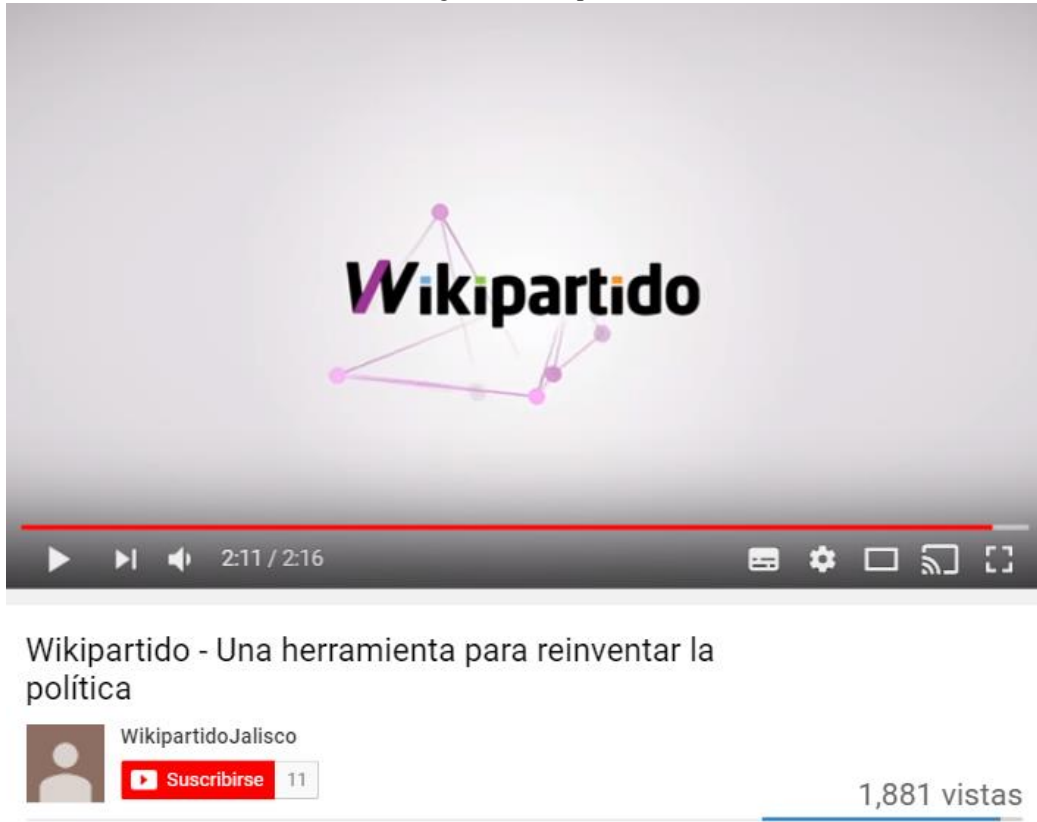 Wikipartido
2:11 / 2:16
Wikipartido - Una herramienta para reinventar la
política
WikipartidoJalisco
Suscribirse 11
1,881 vistas